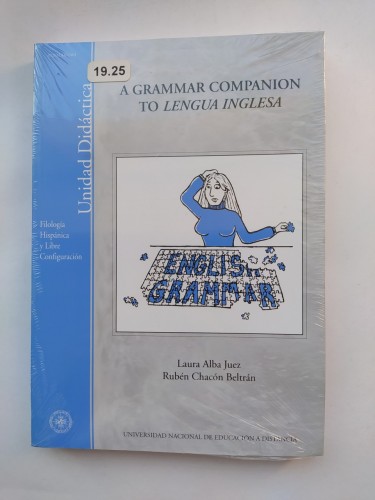 19.25
A GRAMMAR COMPANION
TO LENGUA INGLESA
Unidad Didáctica
Filología
Hispánica
y Libre
Configuración
ENGLISH
GRAMMAR
Laura Alba Juez
Rubén Chacón Beltrán
UNIVERSIDAD NACIONAL DE EDUCACIÓN A DISTANCIA